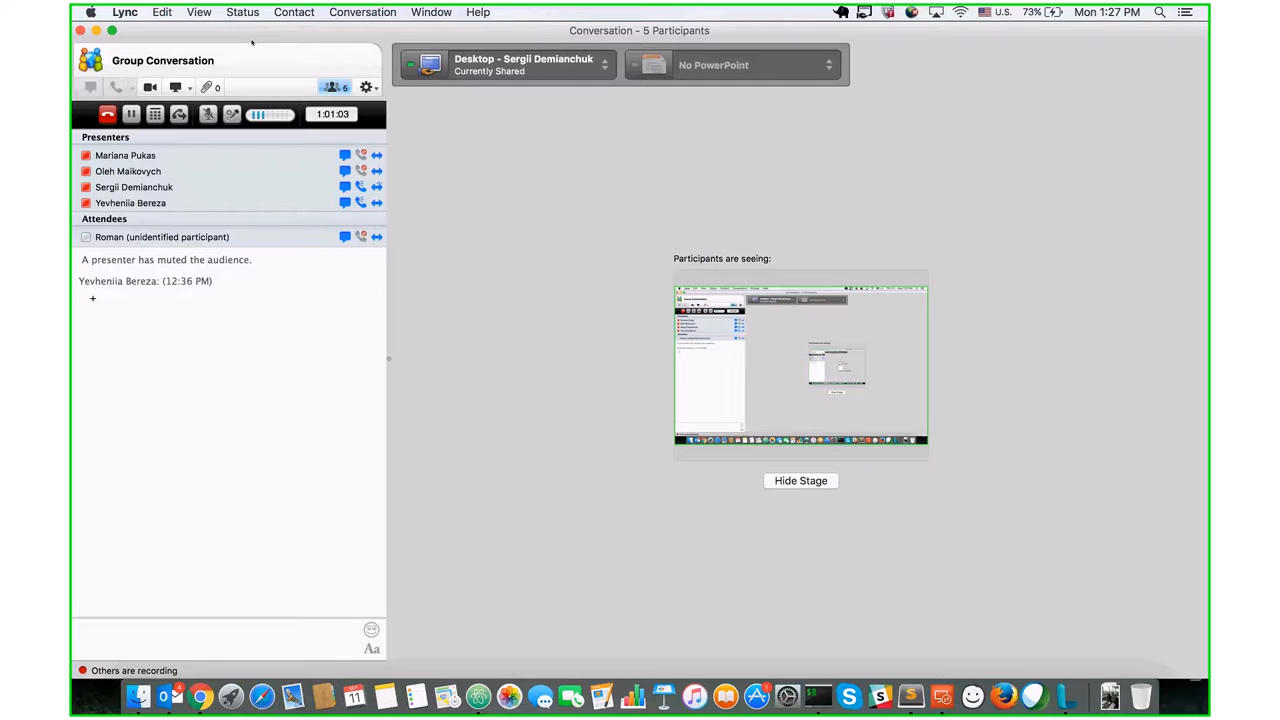 Lync Edit View Status Contact Conversation Window Help U.S. 73% Mon 1:27 PM
Conversation - 5 Participants
Group Conversation
Desktop - Sergii Demianchuk
Currently Shared
No PowerPoint
0
5
1:01:03
Presenters
Mariana Pukas
Oleh Maikovych
Sergii Demianchuk
Yevheniia Bereza
Attendees
Roman (unidentified participant)
A presenter has muted the audience.
Yevheniia Bereza: (12:36 PM)
+
Participants are seeing:
Hide Stage
Aa
Others are recording